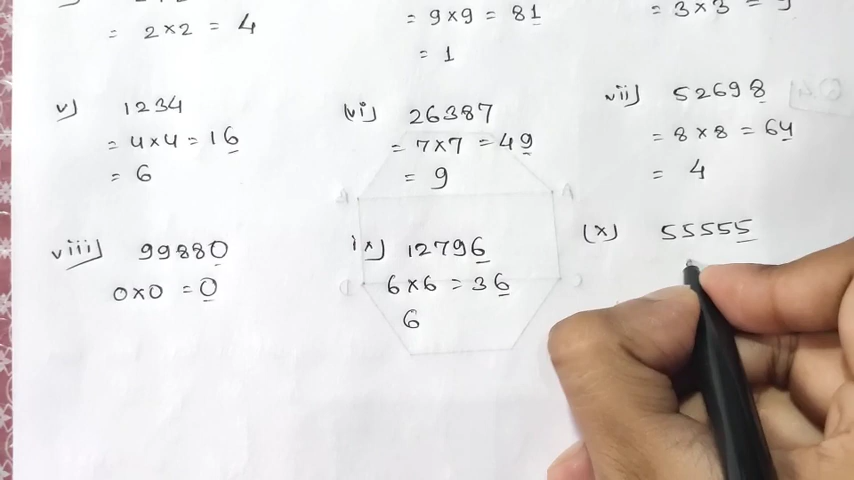 = 2×2 = 4
= 9×9 = 81
= 1
= 3×3 = 9
v) 1234
= 4×4 = 16
= 6
(vi) 26387
= 7×7 = 49
= 9
vii) 52698
= 8×8 = 64
= 4
viii) 99880
0×0 = 0
ix) 12796
6×6 = 36
6
(x) 55555